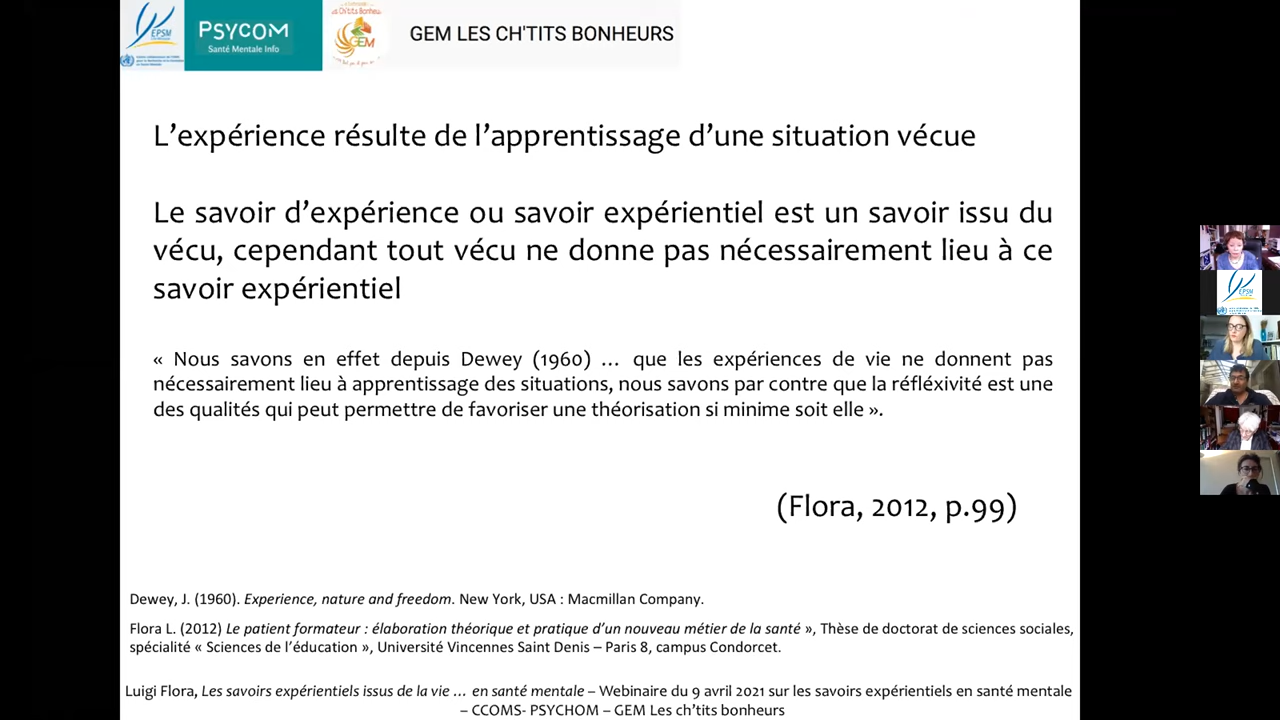 EPSM
PSYCOM
Santé Mentale Info
GEM
GEM LES CH'TITS BONHEURS
L’expérience résulte de l’apprentissage d’une situation vécue
Le savoir d’expérience ou savoir expérientiel est un savoir issu du
vécu, cependant tout vécu ne donne pas nécessairement lieu à ce
savoir expérientiel
« Nous savons en effet depuis Dewey (1960) … que les expériences de vie ne donnent pas
nécessairement lieu à apprentissage des situations, nous savons par contre que la réfléxivité est une
des qualités qui peut permettre de favoriser une théorisation si minime soit elle ».
(Flora, 2012, p.99)
Dewey, J. (1960). Experience, nature and freedom. New York, USA : Macmillan Company.
Flora L. (2012) Le patient formateur : élaboration théorique et pratique d’un nouveau métier de la santé », Thèse de doctorat de sciences sociales,
spécialité « Sciences de l’éducation », Université Vincennes Saint Denis – Paris 8, campus Condorcet.
Luigi Flora, Les savoirs expérientiels issus de la vie … en santé mentale – Webinaire du 9 avril 2021 sur les savoirs expérientiels en santé mentale
– CCOMS- PSYCHOM – GEM Les ch’tits bonheurs
EPSM